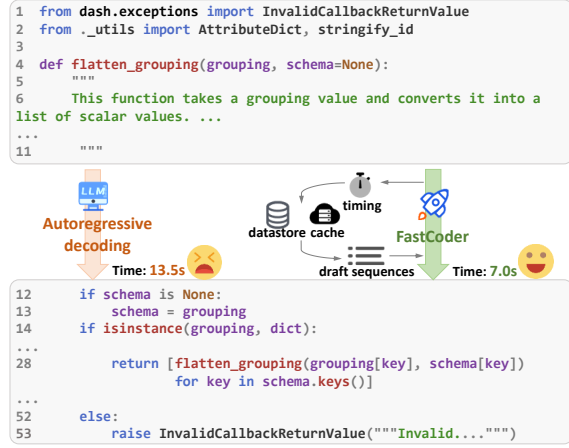 1 from dash.exceptions import InvalidCallbackReturnValue
2 from ._utils import AttributeDict, stringify_id
3
4 def flatten_grouping(grouping, schema=None):
5 """
6 This function takes a grouping value and converts it into a
list of scalar values. ...
...
11 """
LLM
Autoregressive
decoding
Time: 13.5s
timing
datastore cache
draft sequences
FastCoder
Time: 7.0s
12 if schema is None:
13 schema = grouping
14 if isinstance(grouping, dict):
...
28 return [flatten_grouping(grouping[key], schema[key])
for key in schema.keys()]
...
52 else:
53 raise InvalidCallbackReturnValue("""Invalid....""")